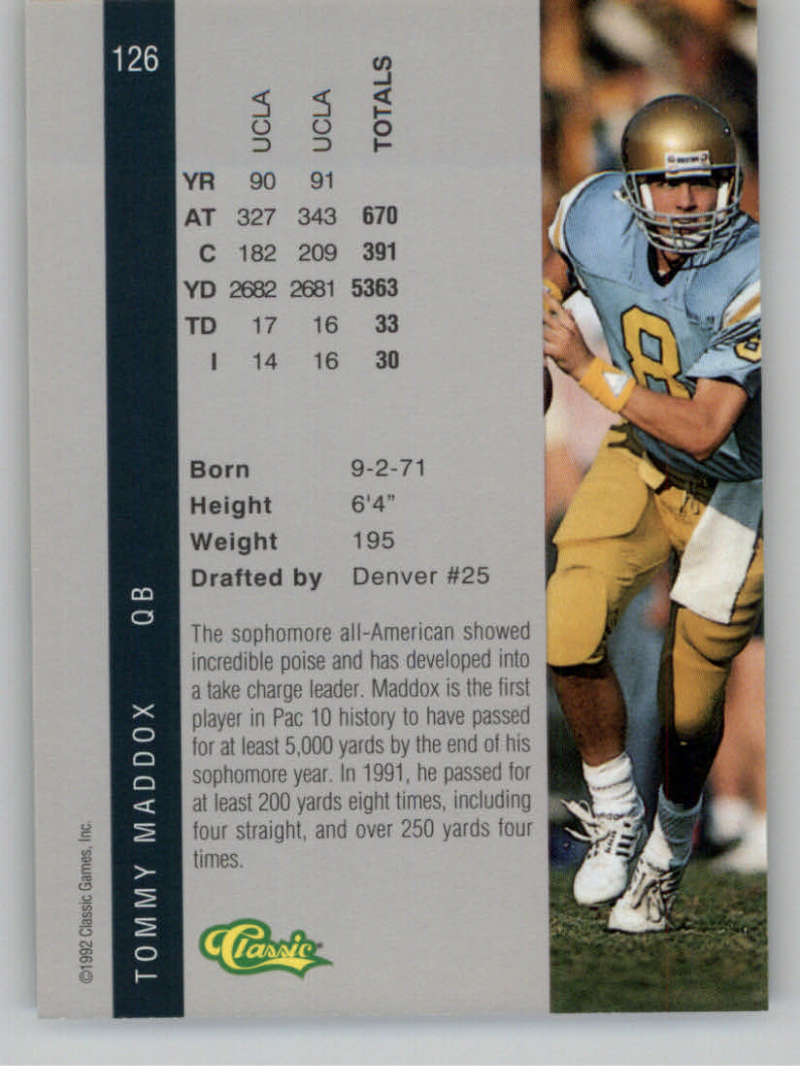 126
UCLA UCLA TOTALS
YR 90 91
AT 327 343 670
C 182 209 391
YD 2682 2681 5363
TD 17 16 33
I 14 16 30
Born 9-2-71
Height 6'4"
Weight 195
Drafted by Denver #25
The sophomore all-American showed
incredible poise and has developed into
a take charge leader. Maddox is the first
player in Pac 10 history to have passed
for at least 5,000 yards by the end of his
sophomore year. In 1991, he passed for
at least 200 yards eight times, including
four straight, and over 250 yards four
times.
Classic
TOMMY MADDOX QB
©1992 Classic Games, Inc.
8
8